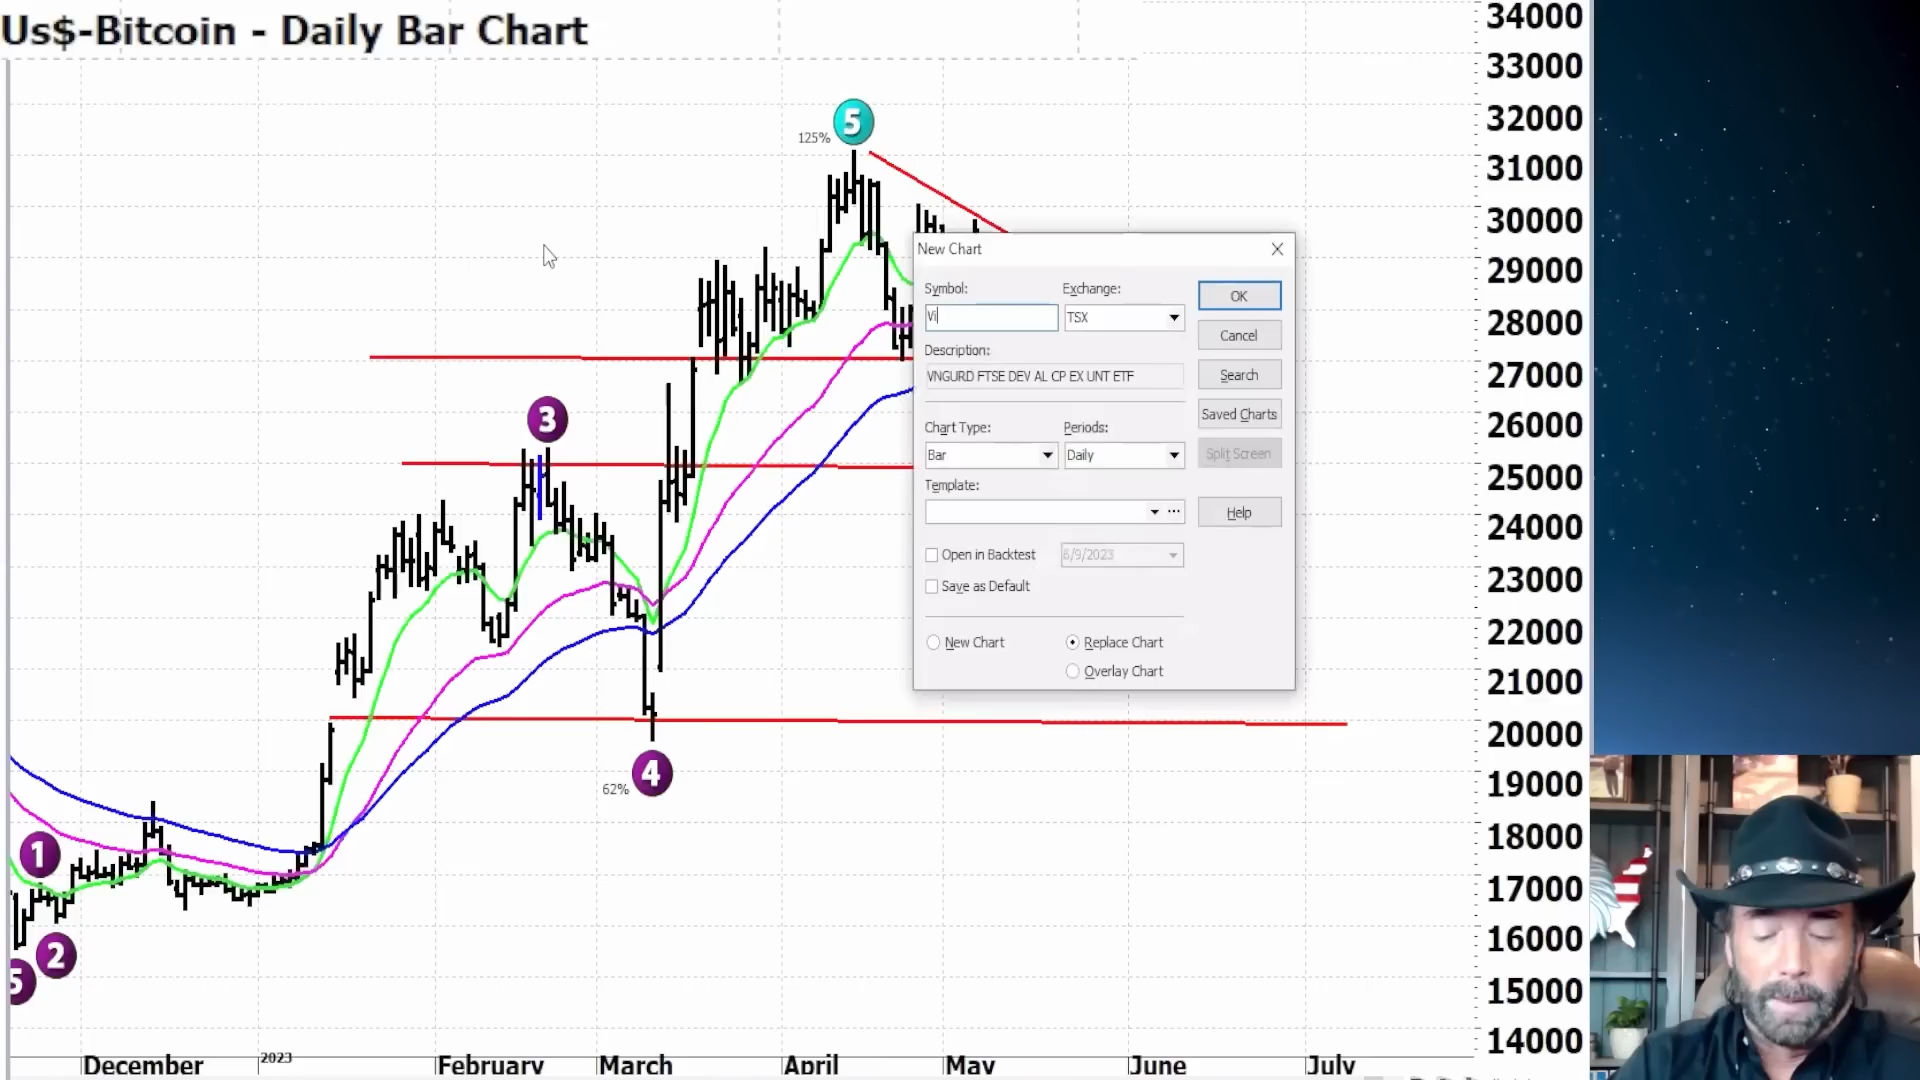 Us$-Bitcoin - Daily Bar Chart
34000
33000
32000
31000
30000
29000
28000
27000
26000
25000
24000
23000
22000
21000
20000
19000
18000
17000
16000
15000
14000
125%
5
3
4
62%
1
2
5
New Chart
Symbol:
Exchange:
Vi
TSX
OK
Cancel
Description:
VNGURD FTSE DEV AL CP EX UNT ETF
Search
Saved Charts
Chart Type:
Periods:
Bar
Daily
Split Screen
Template:
...
Help
Open in Backtest
6/9/2023
Save as Default
New Chart
Replace Chart
Overlay Chart
December
2023
February
March
April
May
June
July